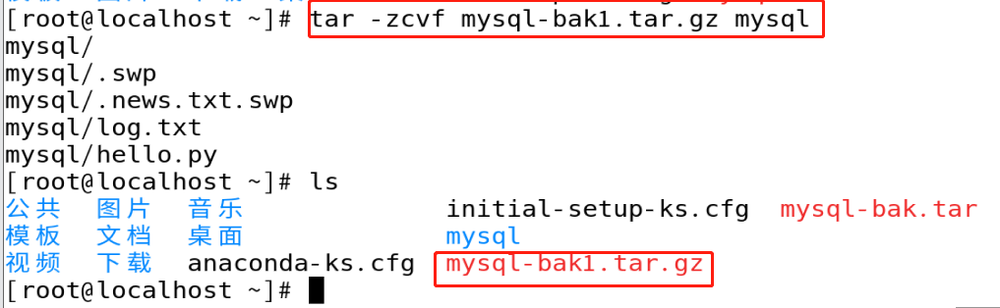 [root@localhost ~]# tar -zcvf mysql-bak1.tar.gz mysql
mysql/
mysql/.swp
mysql/.news.txt.swp
mysql/log.txt
mysql/hello.py
[root@localhost ~]# ls
公共 图片 音乐 initial-setup-ks.cfg mysql-bak.tar
模板 文档 桌面 mysql
视频 下载 anaconda-ks.cfg mysql-bak1.tar.gz
[root@localhost ~]#